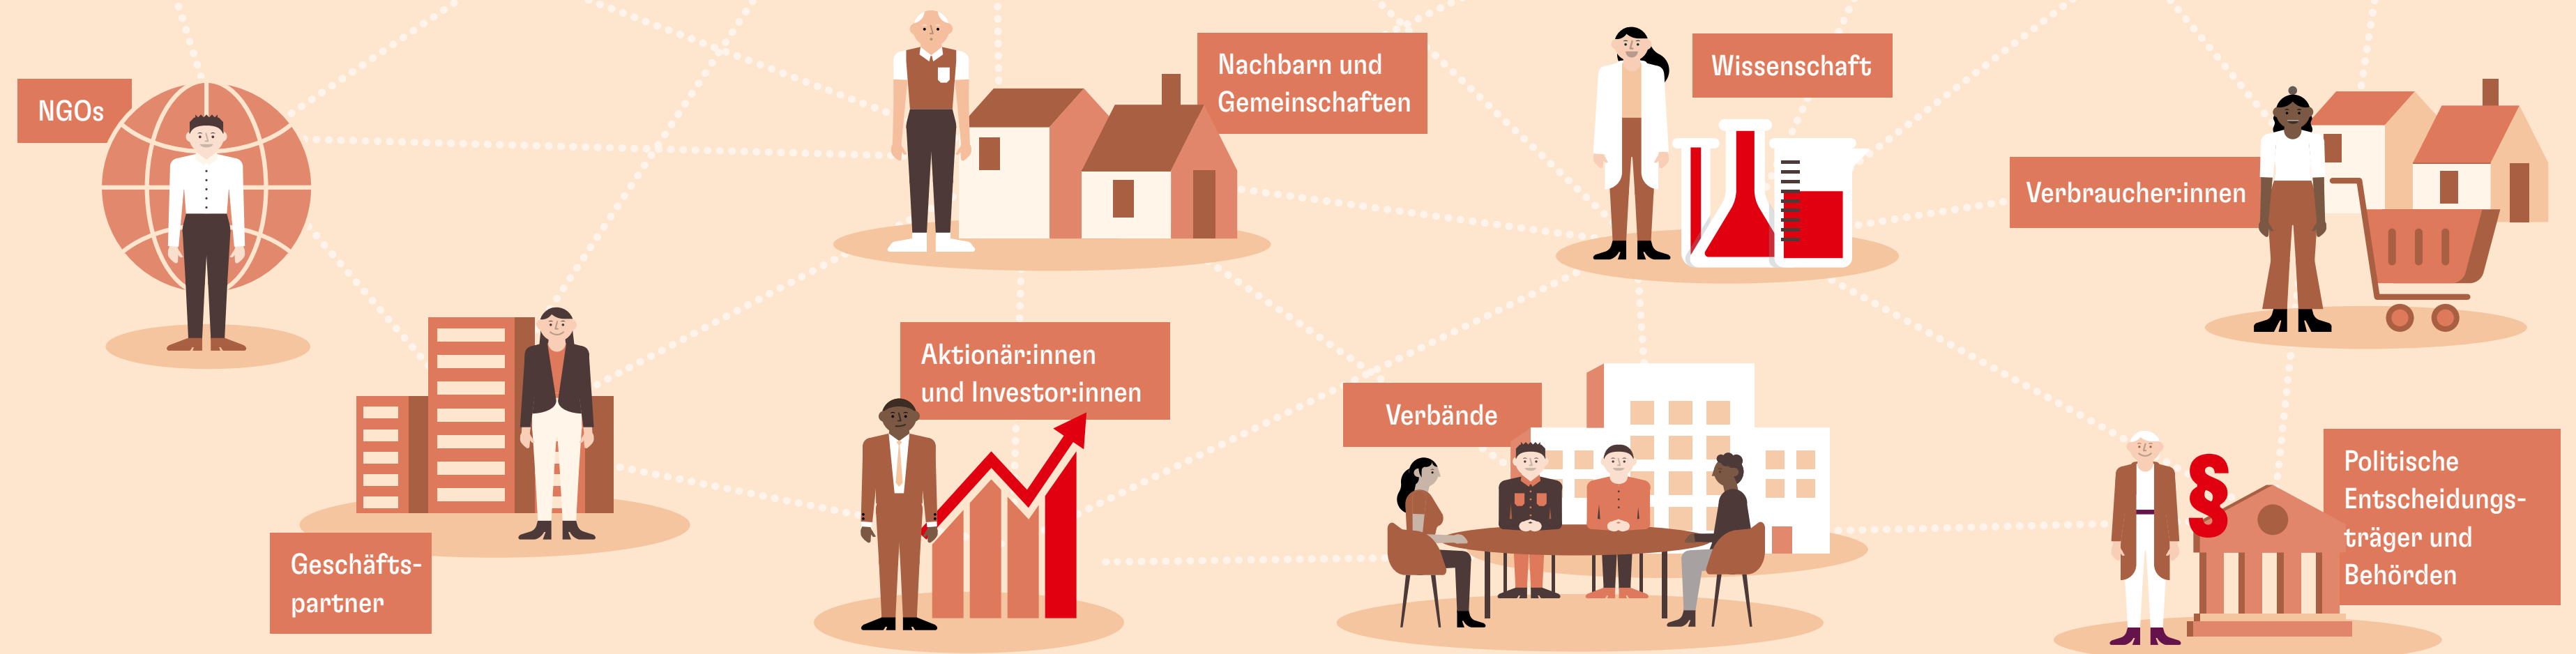 NGOs
Nachbarn und
Gemeinschaften
Wissenschaft
Verbraucher:innen
Geschäfts-
partner
Aktionär:innen
und Investor:innen
Verbände
§
Politische
Entscheidungs-
träger und
Behörden